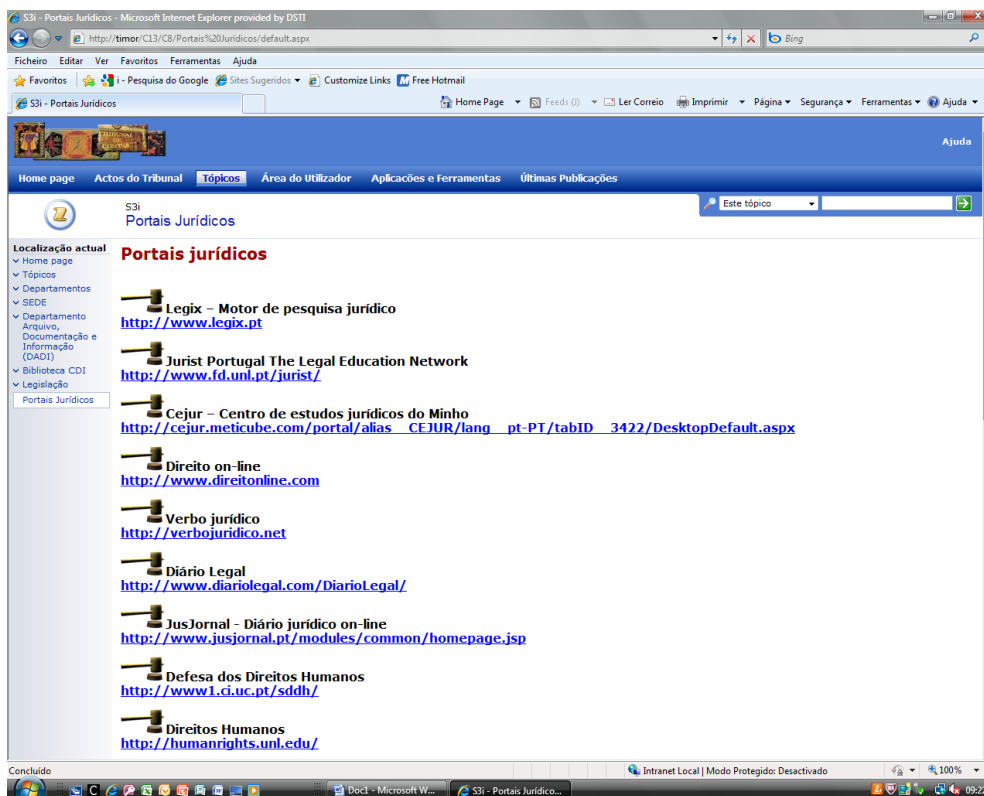 S3i - Portais Jurídicos - Microsoft Internet Explorer provided by DSTI
http://timor/C13/C8/Portais%20Jurídicos/default.aspx
Bing
Ficheiro Editar Ver Favoritos Ferramentas Ajuda
Favoritos i - Pesquisa do Google Sites Sugeridos Customize Links Free Hotmail
S3i - Portais Jurídicos Home Page Feeds (J) Ler Correio Imprimir Página Segurança Ferramentas Ajuda
TRIBUNAL
DE
CONTAS
Ajuda
Home page Actos do Tribunal Tópicos Área do Utilizador Aplicacões e Ferramentas Últimas Publicações
S3i
Portais Jurídicos
Este tópico
Localização actual
Home page
Tópicos
Departamentos
SEDE
Departamento
Arquivo,
Documentação e
Informação
(DADI)
Biblioteca CDI
Legislação
Portais Jurídicos
Portais jurídicos
Legix – Motor de pesquisa jurídico
http://www.legix.pt
Jurist Portugal The Legal Education Network
http://www.fd.unl.pt/jurist/
Cejur – Centro de estudos jurídicos do Minho
http://cejur.meticube.com/portal/alias__CEJUR/lang__pt-PT/tabID__3422/DesktopDefault.aspx
Direito on-line
http://www.direitonline.com
Verbo jurídico
http://verbojuridico.net
Diário Legal
http://www.diariolegal.com/DiarioLegal/
JusJornal - Diário jurídico on-line
http://www.jusjornal.pt/modules/common/homepage.jsp
Defesa dos Direitos Humanos
http://www1.ci.uc.pt/sddh/
Direitos Humanos
http://humanrights.unl.edu/
Concluído Intranet Local | Modo Protegido: Desactivado 100%
Doc1 - Microsoft W... S3i - Portais Jurídico... 09:22